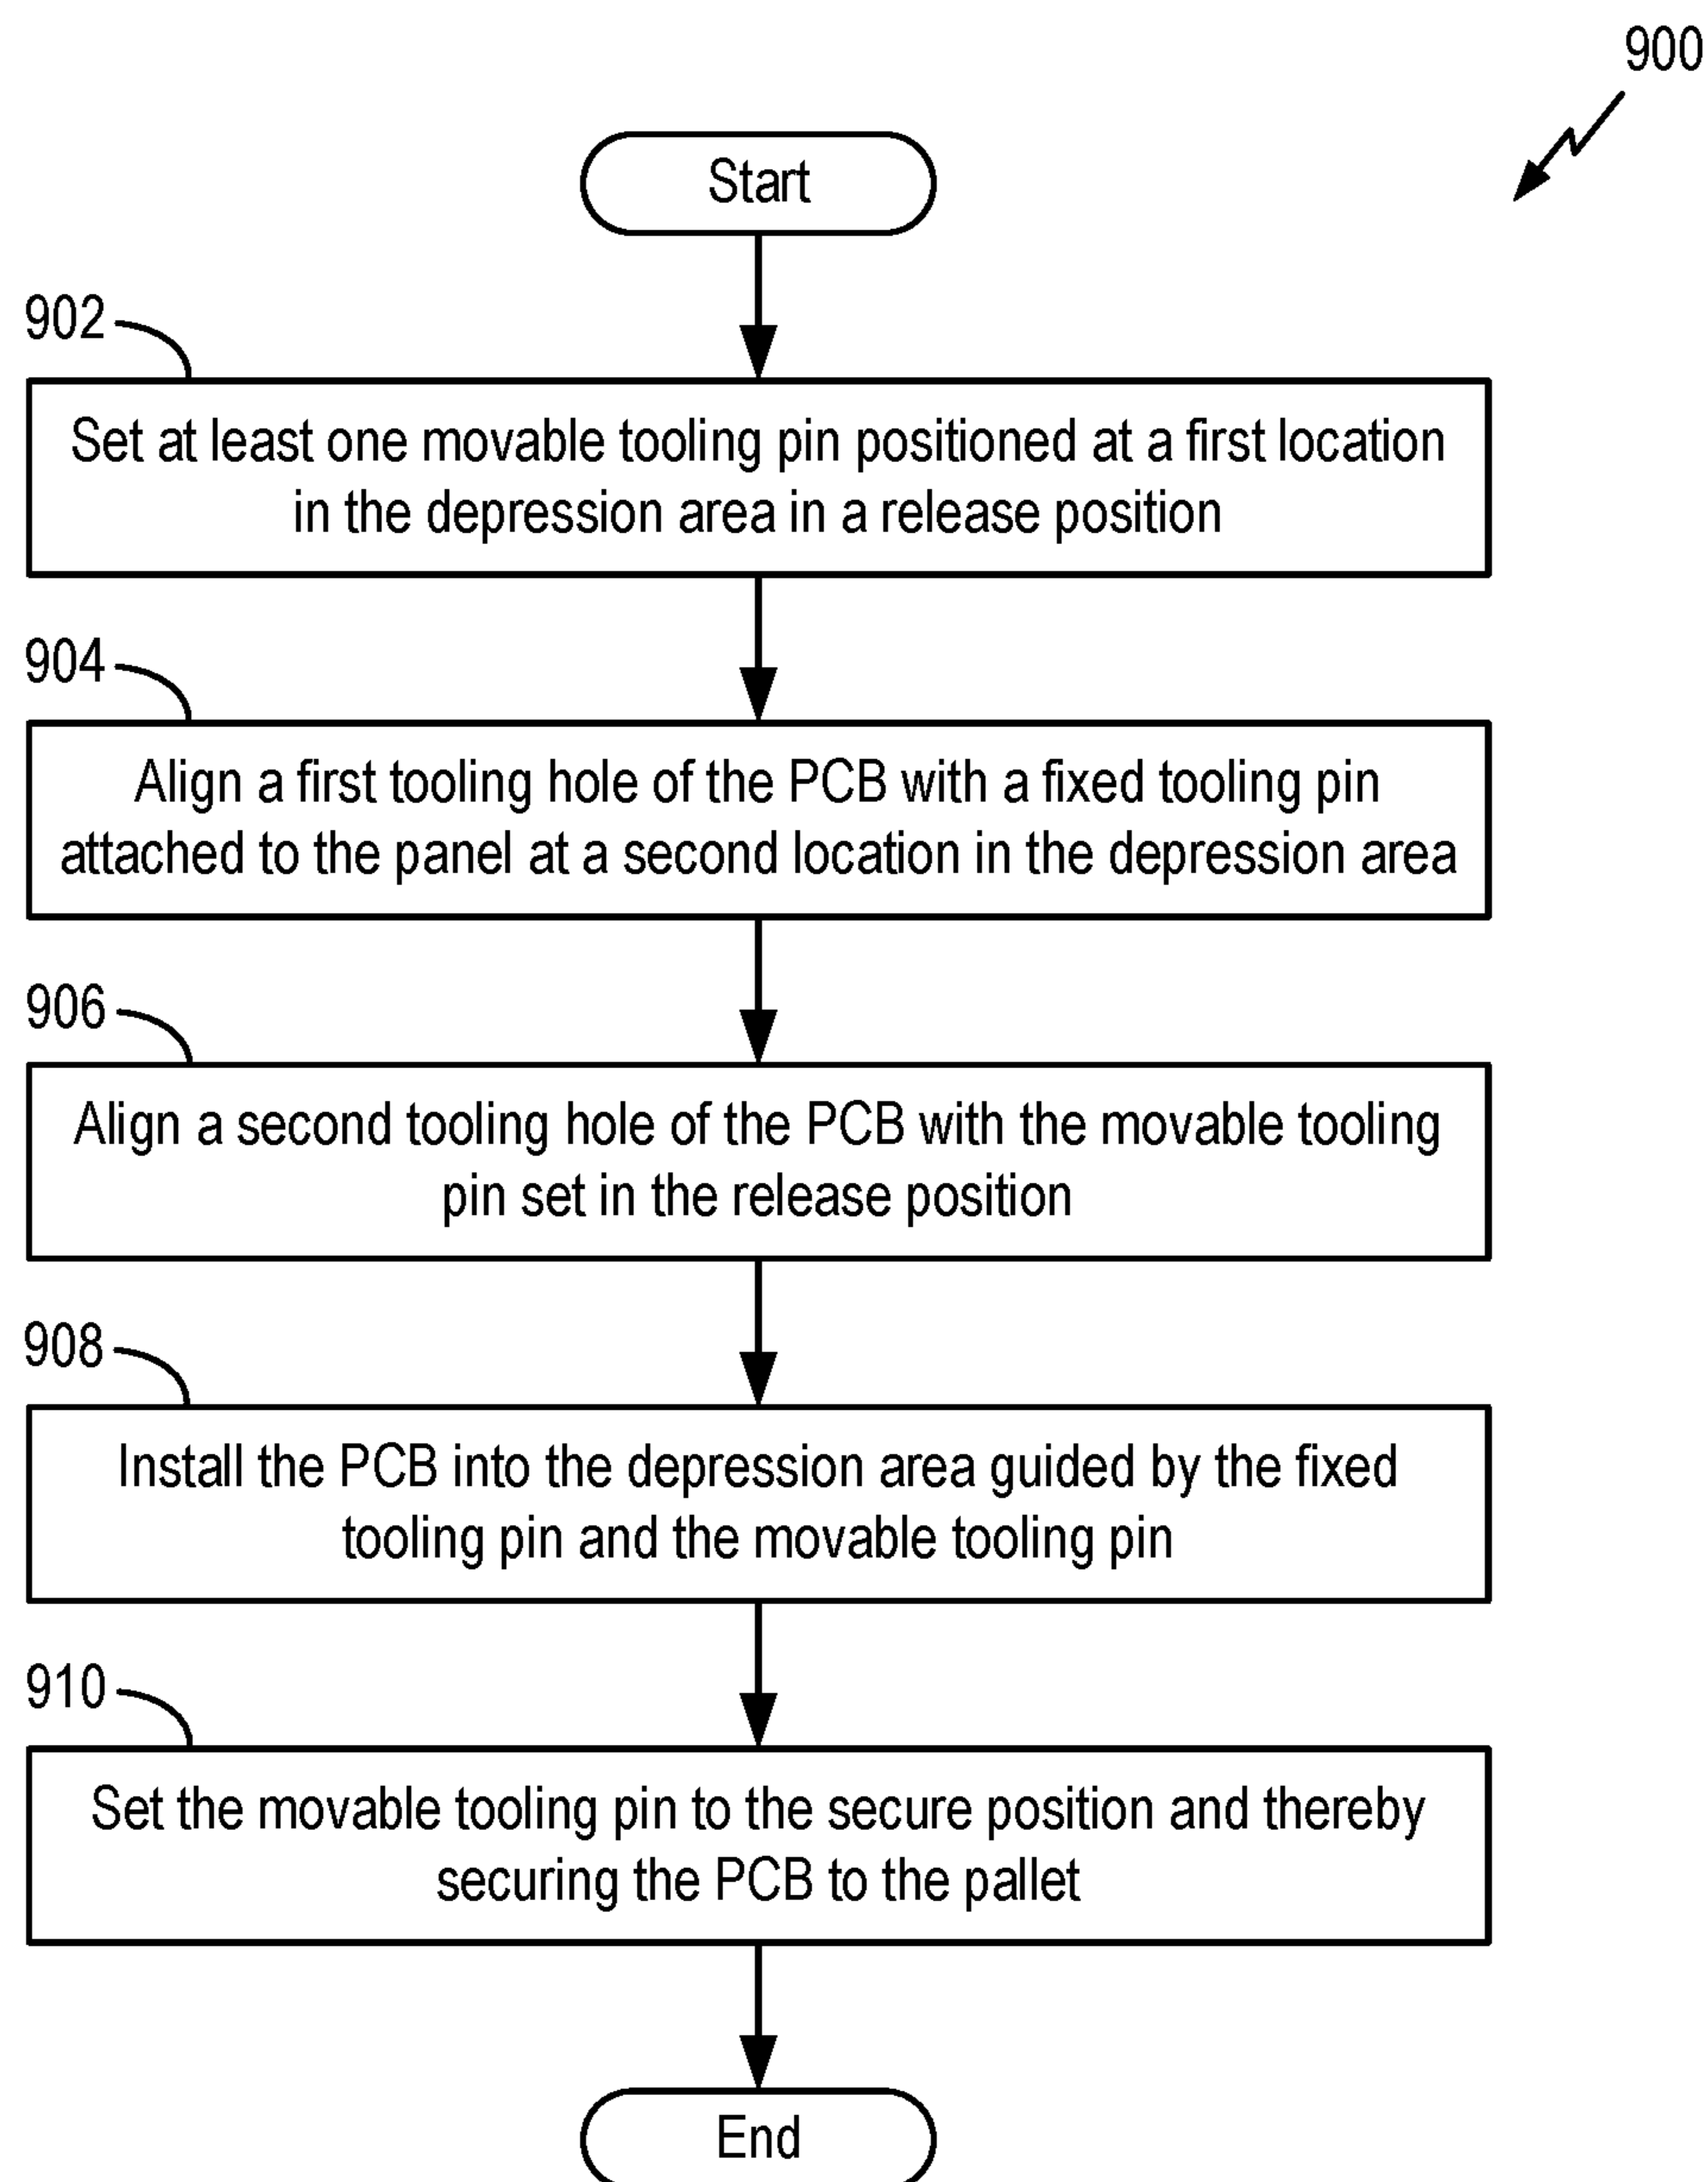 900
Start
902
Set at least one movable tooling pin positioned at a first location
in the depression area in a release position
904
Align a first tooling hole of the PCB with a fixed tooling pin
attached to the panel at a second location in the depression area
906
Align a second tooling hole of the PCB with the movable tooling
pin set in the release position
908
Install the PCB into the depression area guided by the fixed
tooling pin and the movable tooling pin
910
Set the movable tooling pin to the secure position and thereby
securing the PCB to the pallet
End